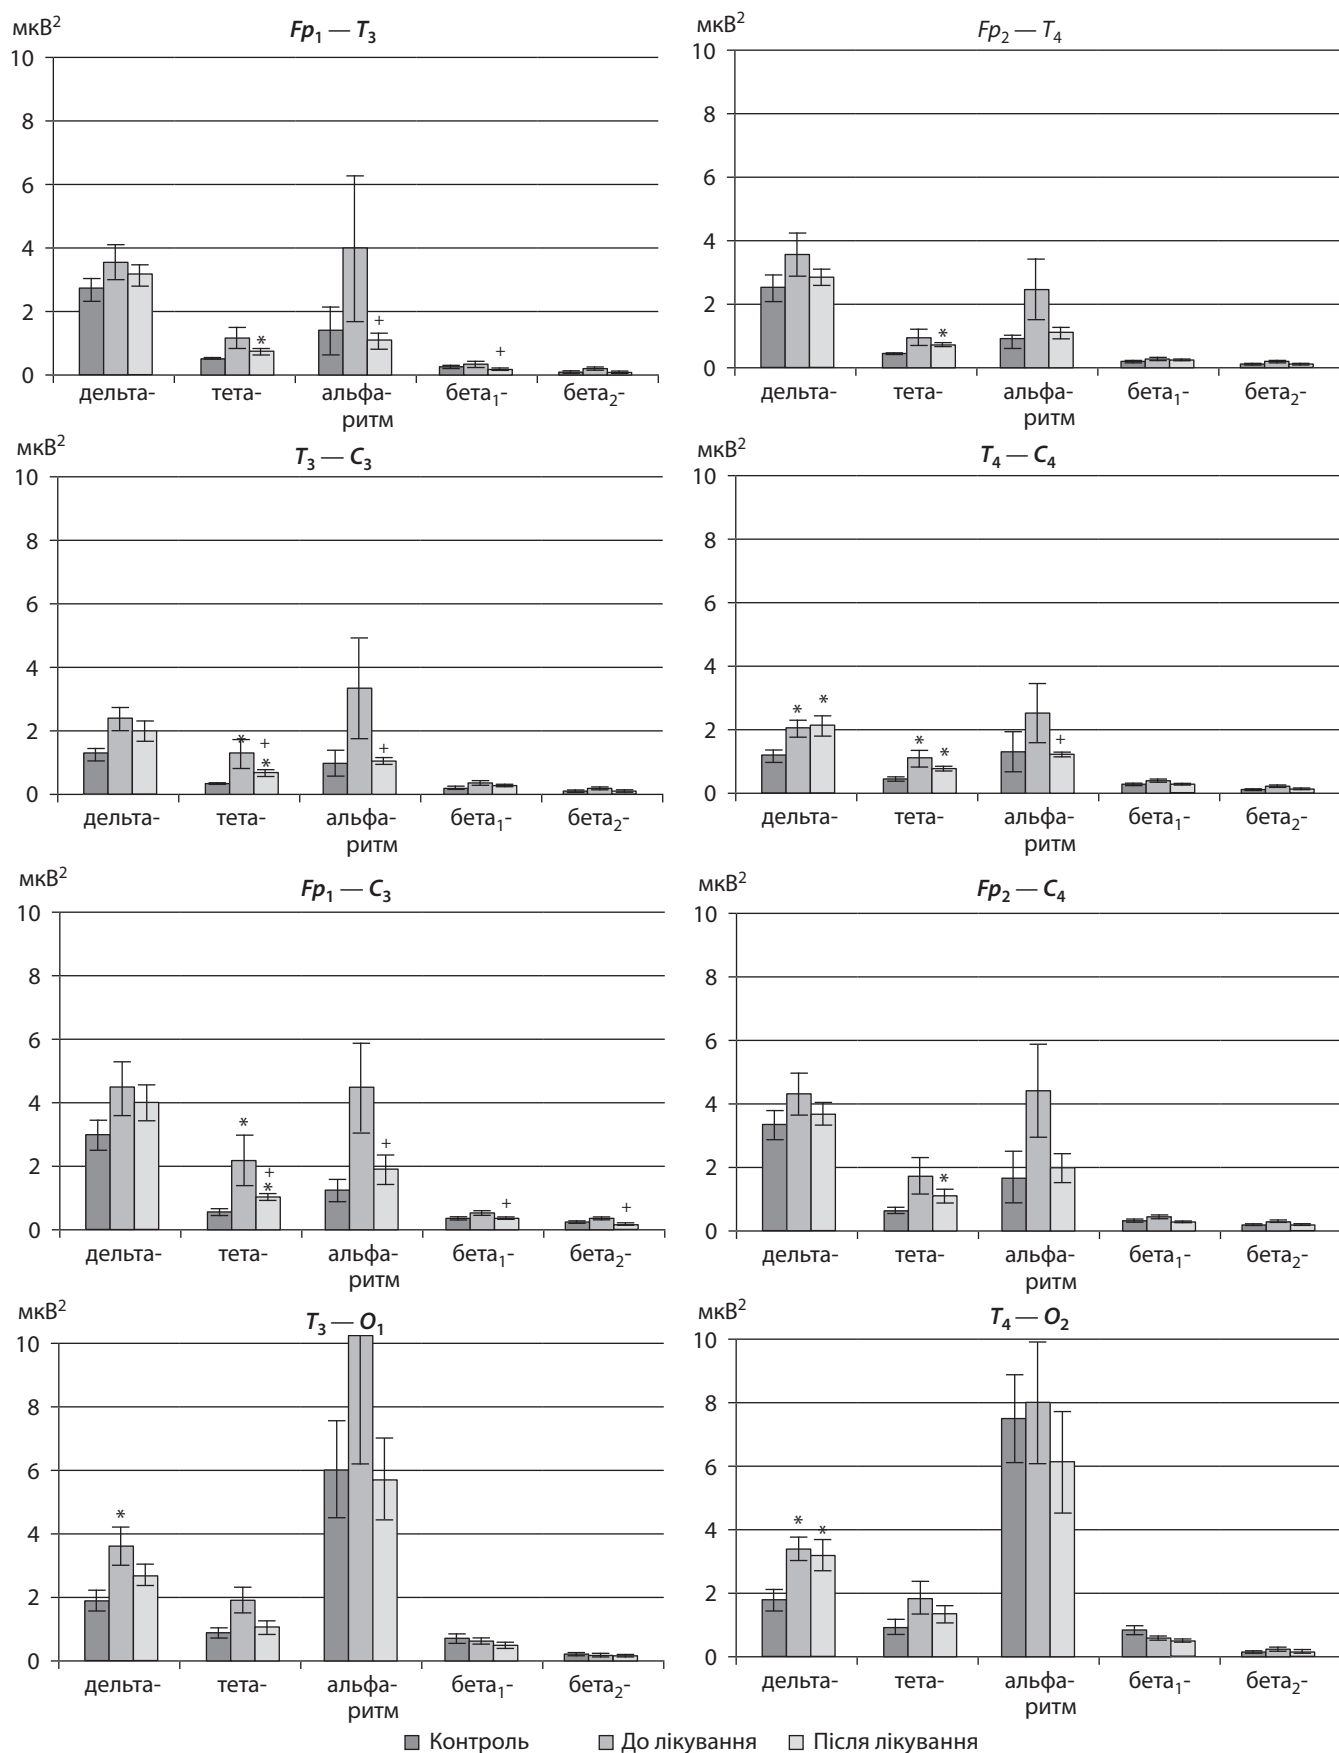 мкВ²
Fp₁ — T₃
10
8
6
4
2
0
*
+
+
дельта- тета- альфа- бета₁- бета₂-
ритм
мкВ²
Fp₂ — T₄
10
8
6
4
2
0
*
дельта- тета- альфа- бета₁- бета₂-
ритм
мкВ²
T₃ — C₃
10
8
6
4
2
0
*
+
*
+
дельта- тета- альфа- бета₁- бета₂-
ритм
мкВ²
T₄ — C₄
10
8
6
4
2
0
*
*
*
*
+
дельта- тета- альфа- бета₁- бета₂-
ритм
мкВ²
Fp₁ — C₃
10
8
6
4
2
0
*
+
*
+
+
+
дельта- тета- альфа- бета₁- бета₂-
ритм
мкВ²
Fp₂ — C₄
10
8
6
4
2
0
*
дельта- тета- альфа- бета₁- бета₂-
ритм
мкВ²
T₃ — O₁
10
8
6
4
2
0
*
дельта- тета- альфа- бета₁- бета₂-
ритм
мкВ²
T₄ — O₂
10
8
6
4
2
0
*
*
дельта- тета- альфа- бета₁- бета₂-
ритм
Контроль До лікування Після лікування